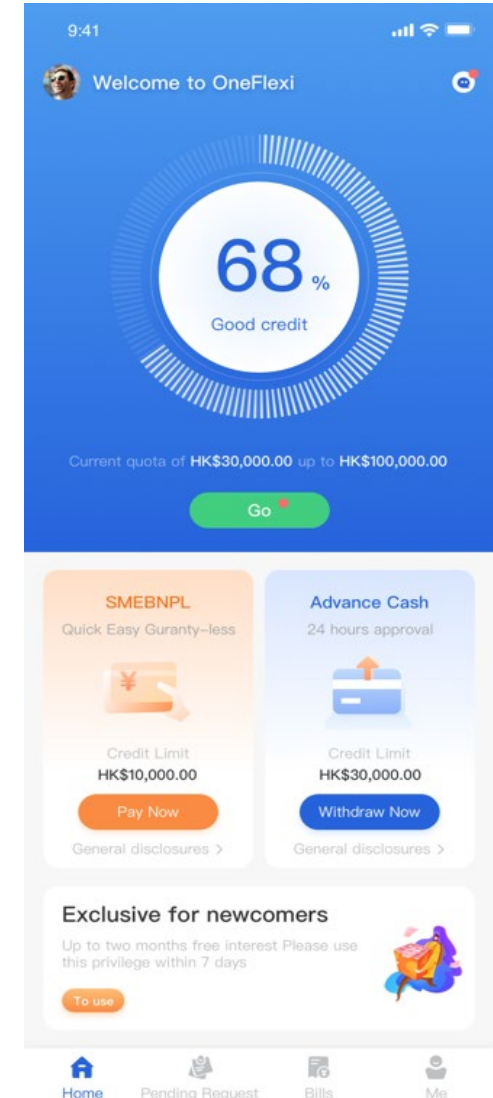 9:41
Welcome to OneFlexi
68 %
Good credit
Current quota of HK$30,000.00 up to HK$100,000.00
Go
SMEBNPL
Quick Easy Guranty-less
¥
Credit Limit
HK$10,000.00
Pay Now
General disclosures >
Advance Cash
24 hours approval
Credit Limit
HK$30,000.00
Withdraw Now
General disclosures >
Exclusive for newcomers
Up to two months free interest Please use
this privilege within 7 days
To use
Home
Pending Request
Bills
Me